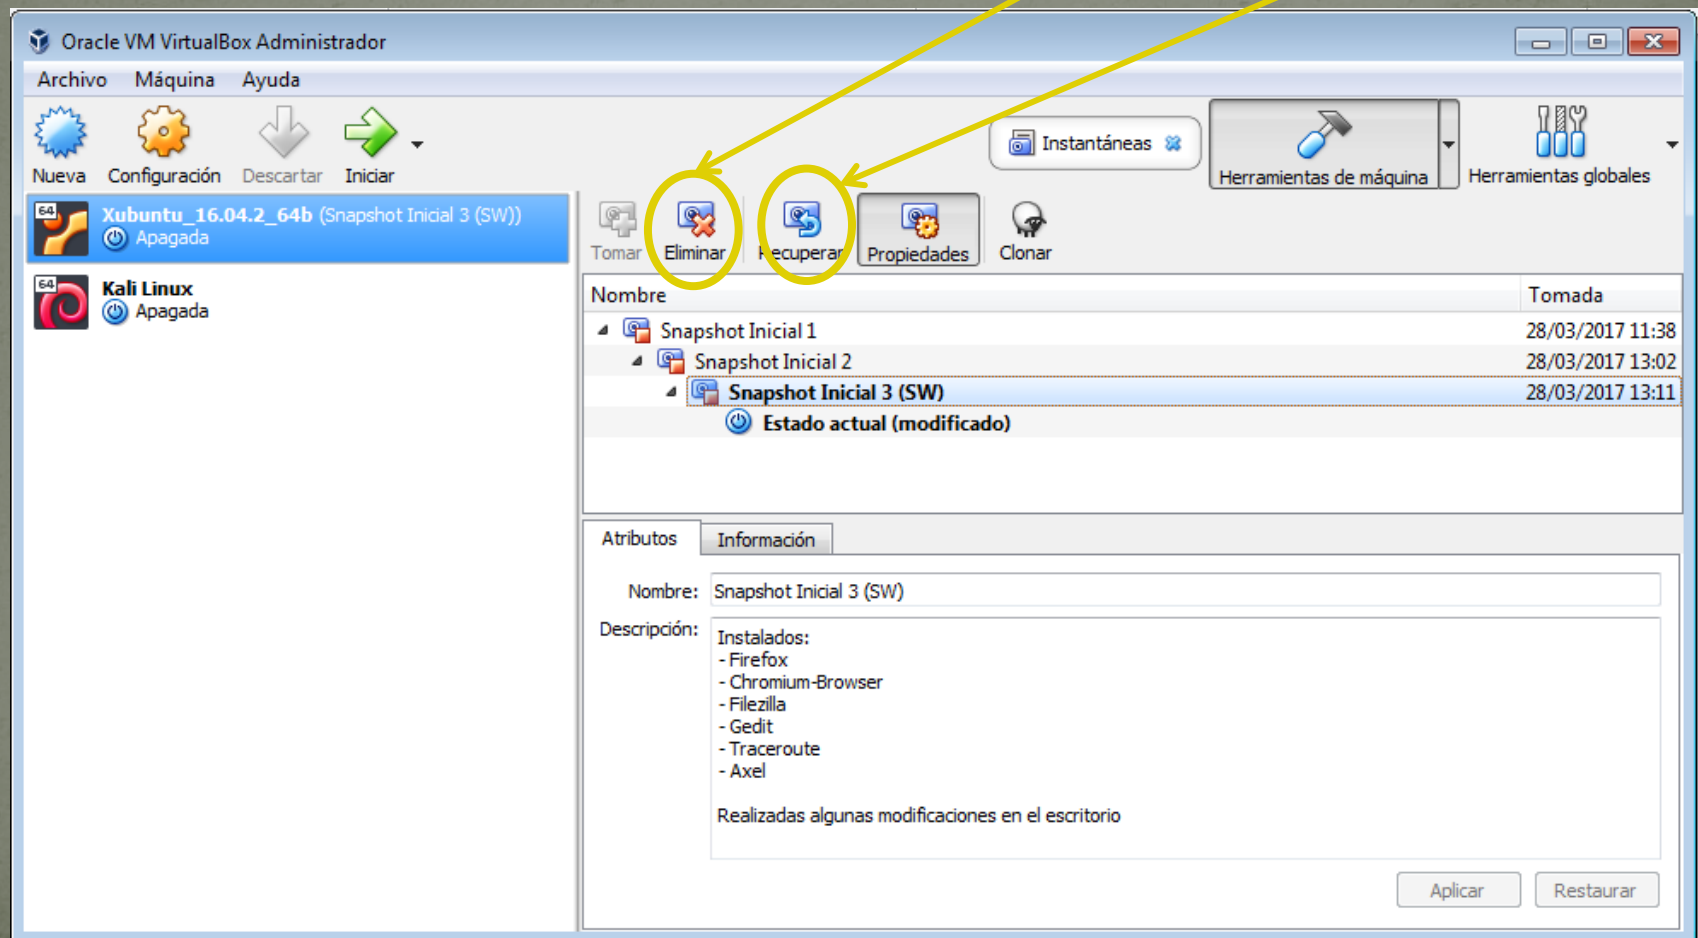 Oracle VM VirtualBox Administrador
Archivo Máquina Ayuda
Nueva Configuración Descartar Iniciar
Instantáneas
Herramientas de máquina
Herramientas globales
64
Xubuntu_16.04.2_64b (Snapshot Inicial 3 (SW))
Apagada
64
Kali Linux
Apagada
Tomar Eliminar Recuperar Propiedades Clonar
Nombre Tomada
Snapshot Inicial 1 28/03/2017 11:38
Snapshot Inicial 2 28/03/2017 13:02
Snapshot Inicial 3 (SW) 28/03/2017 13:11
Estado actual (modificado)
Atributos Información
Nombre: Snapshot Inicial 3 (SW)
Descripción: Instalados:
- Firefox
- Chromium-Browser
- Filezilla
- Gedit
- Traceroute
- Axel
Realizadas algunas modificaciones en el escritorio
Aplicar Restaurar